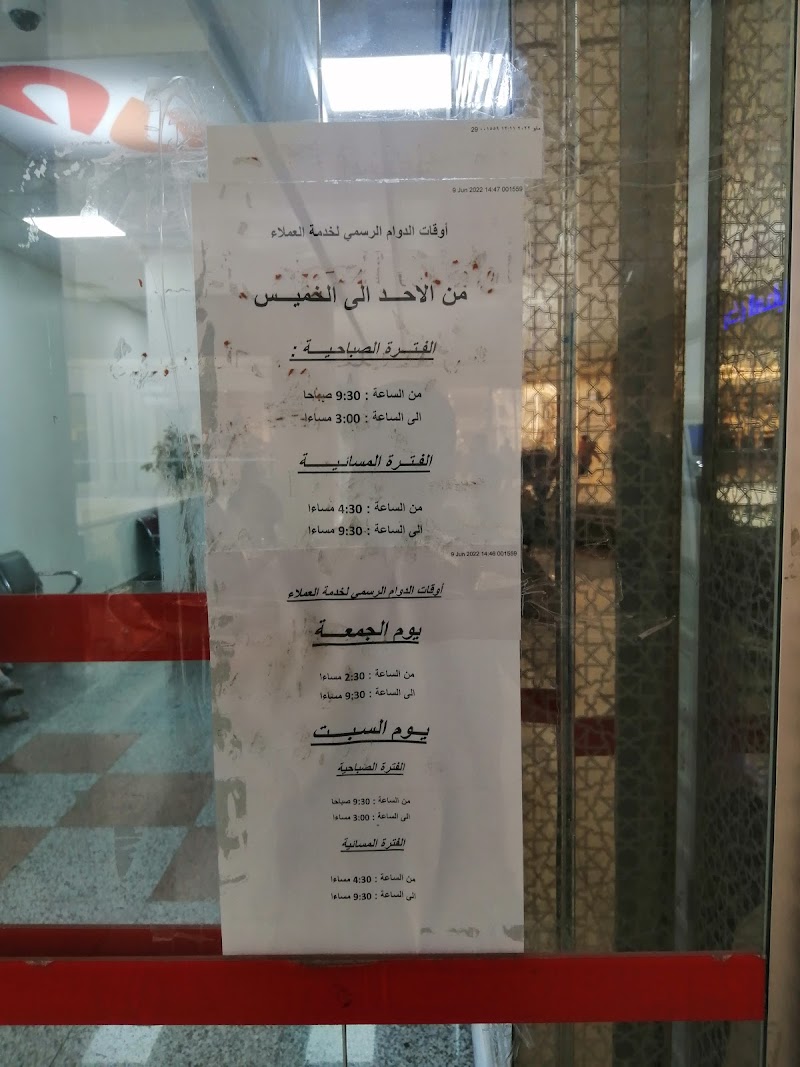 29
9 Jun 2022 14:47 001559
أوقات الدوام الرسمي لخدمة العملاء
من الاحد الى الخميس
الفترة الصباحية :
من الساعة : 9:30 صباحا
الى الساعة : 3:00 مساءا
الفترة المسائية
من الساعة : 4:30 مساءا
الى الساعة : 9:30 مساءا
9 Jun 2022 14:46 001559
أوقات الدوام الرسمي لخدمة العملاء
يوم الجمعة
من الساعة : 2:30 مساءا
الى الساعة : 9:30 مساءا
يوم السبت
الفترة الصباحية
من الساعة : 9:30 صباحا
الى الساعة : 3:00 مساءا
الفترة المسائية
من الساعة : 4:30 مساءا
الى الساعة : 9:30 مساءا